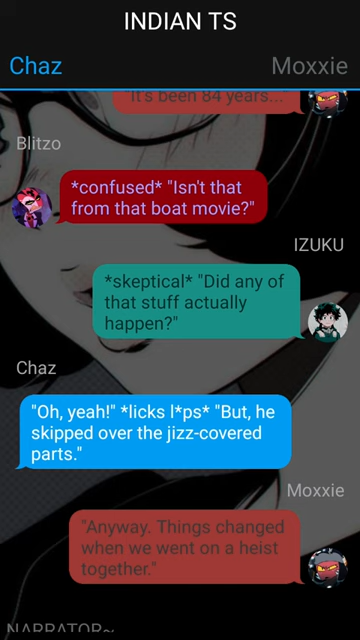 INDIAN TS
Chaz
Moxxie
"It's been 84 years..."
Blitzo
*confused* "Isn't that
from that boat movie?"
IZUKU
*skeptical* "Did any of
that stuff actually
happen?"
Chaz
"Oh, yeah!" *licks l*ps* "But, he
skipped over the jizz-covered
parts."
Moxxie
"Anyway. Things changed
when we went on a heist
together."
NARRATOR~